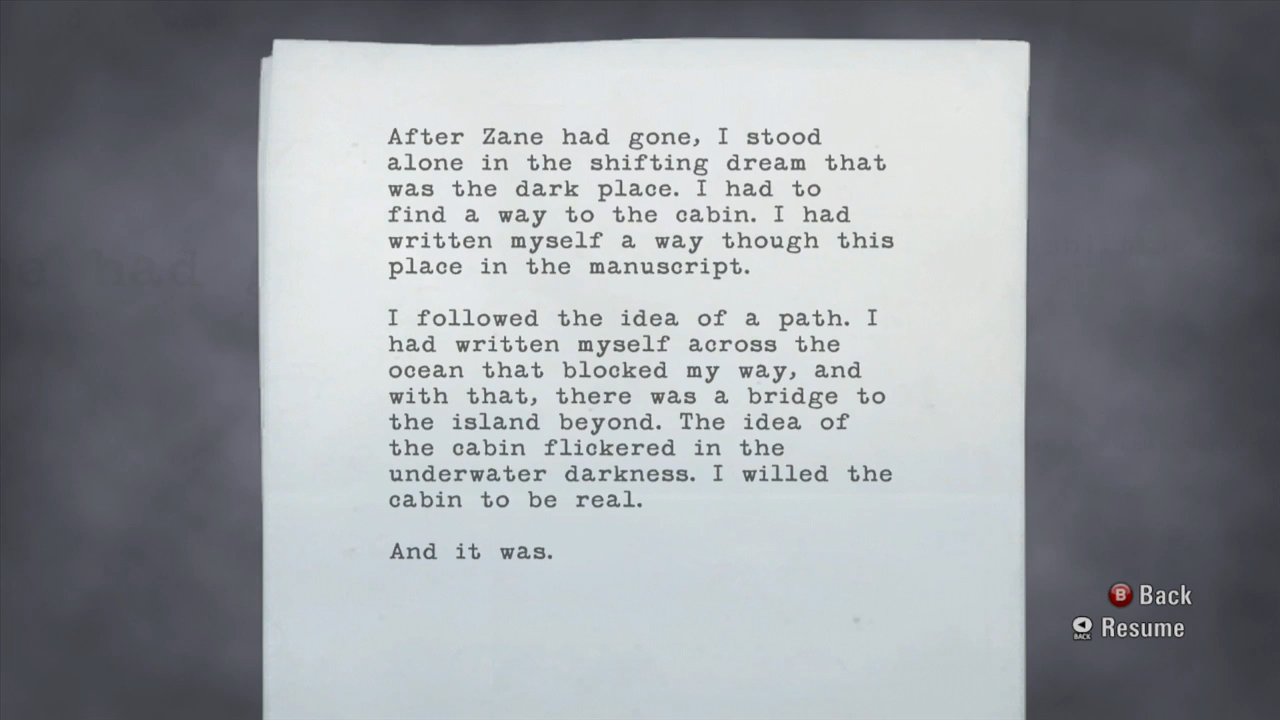 After Zane had gone, I stood
alone in the shifting dream that
was the dark place. I had to
find a way to the cabin. I had
written myself a way though this
place in the manuscript.
I followed the idea of a path. I
had written myself across the
ocean that blocked my way, and
with that, there was a bridge to
the island beyond. The idea of
the cabin flickered in the
underwater darkness. I willed the
cabin to be real.
And it was.
B Back
BACK Resume